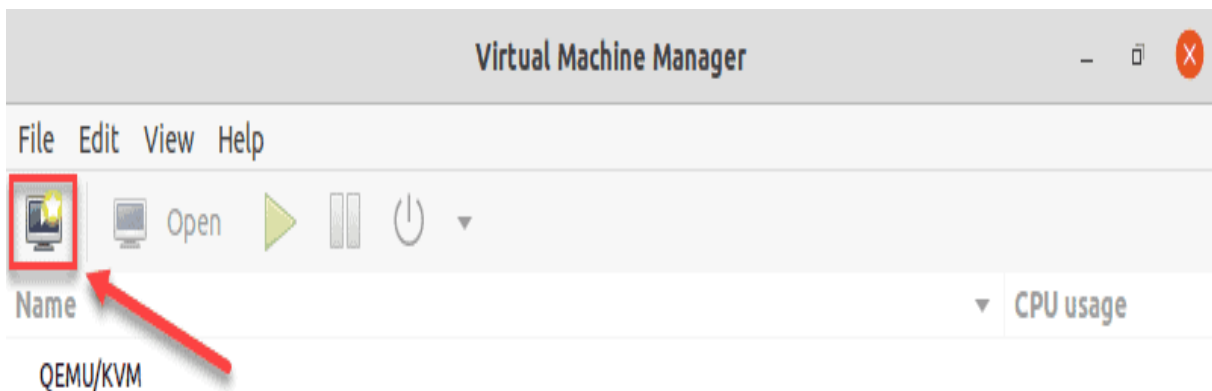 Virtual Machine Manager
File Edit View Help
Open
Name CPU usage
QEMU/KVM